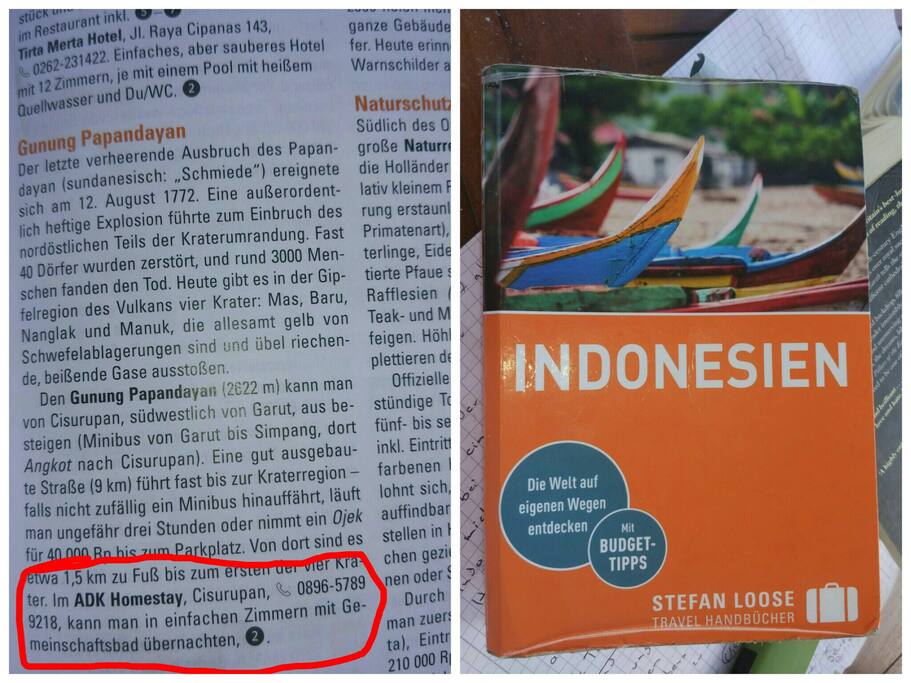 stück und
im Restaurant inkl.
Tirta Merta Hotel, Jl. Raya Cipanas 143,
0262-231422. Einfaches, aber sauberes Hotel
mit 12 Zimmern, je mit einem Pool mit heißem
Quellwasser und Du/WC. 2
Gunung Papandayan
Der letzte verheerende Ausbruch des Papan-
dayan (sundanesisch: „Schmiede") ereignete
sich am 12. August 1772. Eine außerordent-
lich heftige Explosion führte zum Einbruch des
nordöstlichen Teils der Kraterumrandung. Fast
40 Dörfer wurden zerstört, und rund 3000 Men-
schen fanden den Tod. Heute gibt es in der Gip-
felregion des Vulkans vier Krater: Mas, Baru,
Nanglak und Manuk, die allesamt gelb von
Schwefelablagerungen sind und übel riechen-
de, beißende Gase ausstoßen.
Den Gunung Papandayan (2622 m) kann man
von Cisurupan, südwestlich von Garut, aus be-
steigen (Minibus von Garut bis Simpang, dort
Angkot nach Cisurupan). Eine gut ausgebau-
te Straße (9 km) führt fast bis zur Kraterregion –
falls nicht zufällig ein Minibus hinauffährt, läuft
man ungefähr drei Stunden oder nimmt ein Ojek
für 40 000 Rp bis zum Parkplatz. Von dort sind es
etwa 1,5 km zu Fuß bis zum ersten der vier Kra-
ter. Im ADK Homestay, Cisurupan, 0896-5789
9218, kann man in einfachen Zimmern mit Ge-
meinschaftsbad übernachten, 2.
ganze Gebäude
fer. Heute erinn
Warnschilder a
Naturschutz
Südlich des O
große Naturre
die Holländer
lativ kleinem F
rung erstaunl
Primatenart),
terlinge, Eide
tierte Pfaue s
Rafflesien (
Teak- und M
feigen. Höhl
plettieren de
Offizielle
stündige To
fünf- bis se
inkl. Eintritt
farbenen
lohnt sich,
auffindbar
stellen in H
chen gezie
nen oder S
Durch
man zuers
ta), Eintr
210 000 R
INDONESIEN
Die Welt auf
eigenen Wegen
entdecken
Mit
BUDGET-
TIPPS
STEFAN LOOSE
TRAVEL HANDBÜCHER